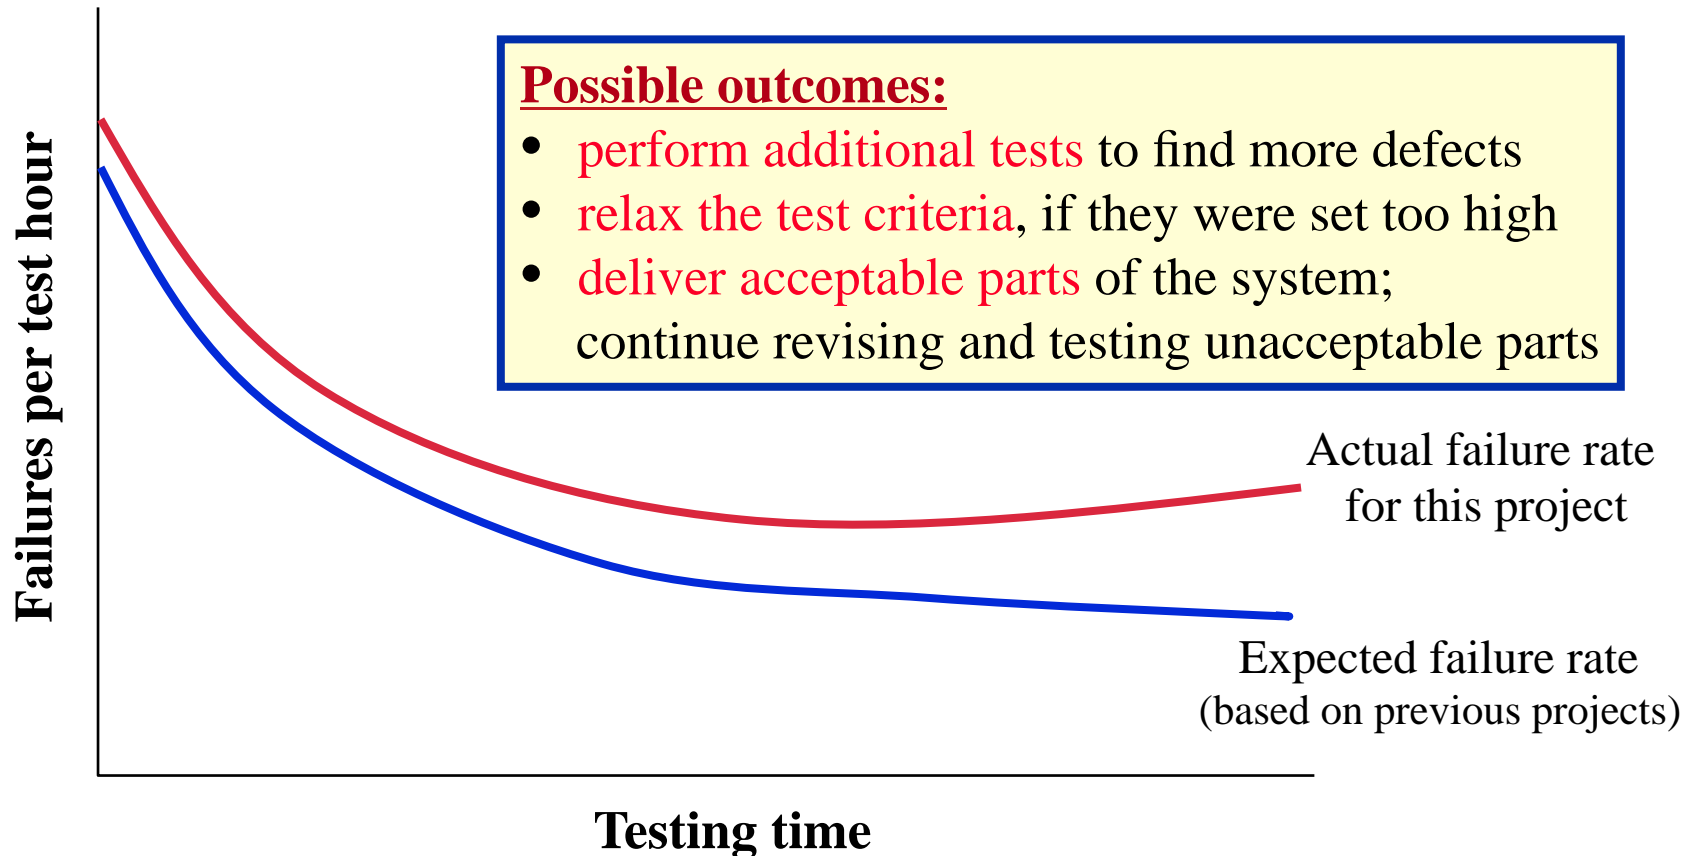 Failures per test hour
Possible outcomes:
• perform additional tests to find more defects
• relax the test criteria, if they were set too high
• deliver acceptable parts of the system;
continue revising and testing unacceptable parts
Actual failure rate
for this project
Expected failure rate
(based on previous projects)
Testing time